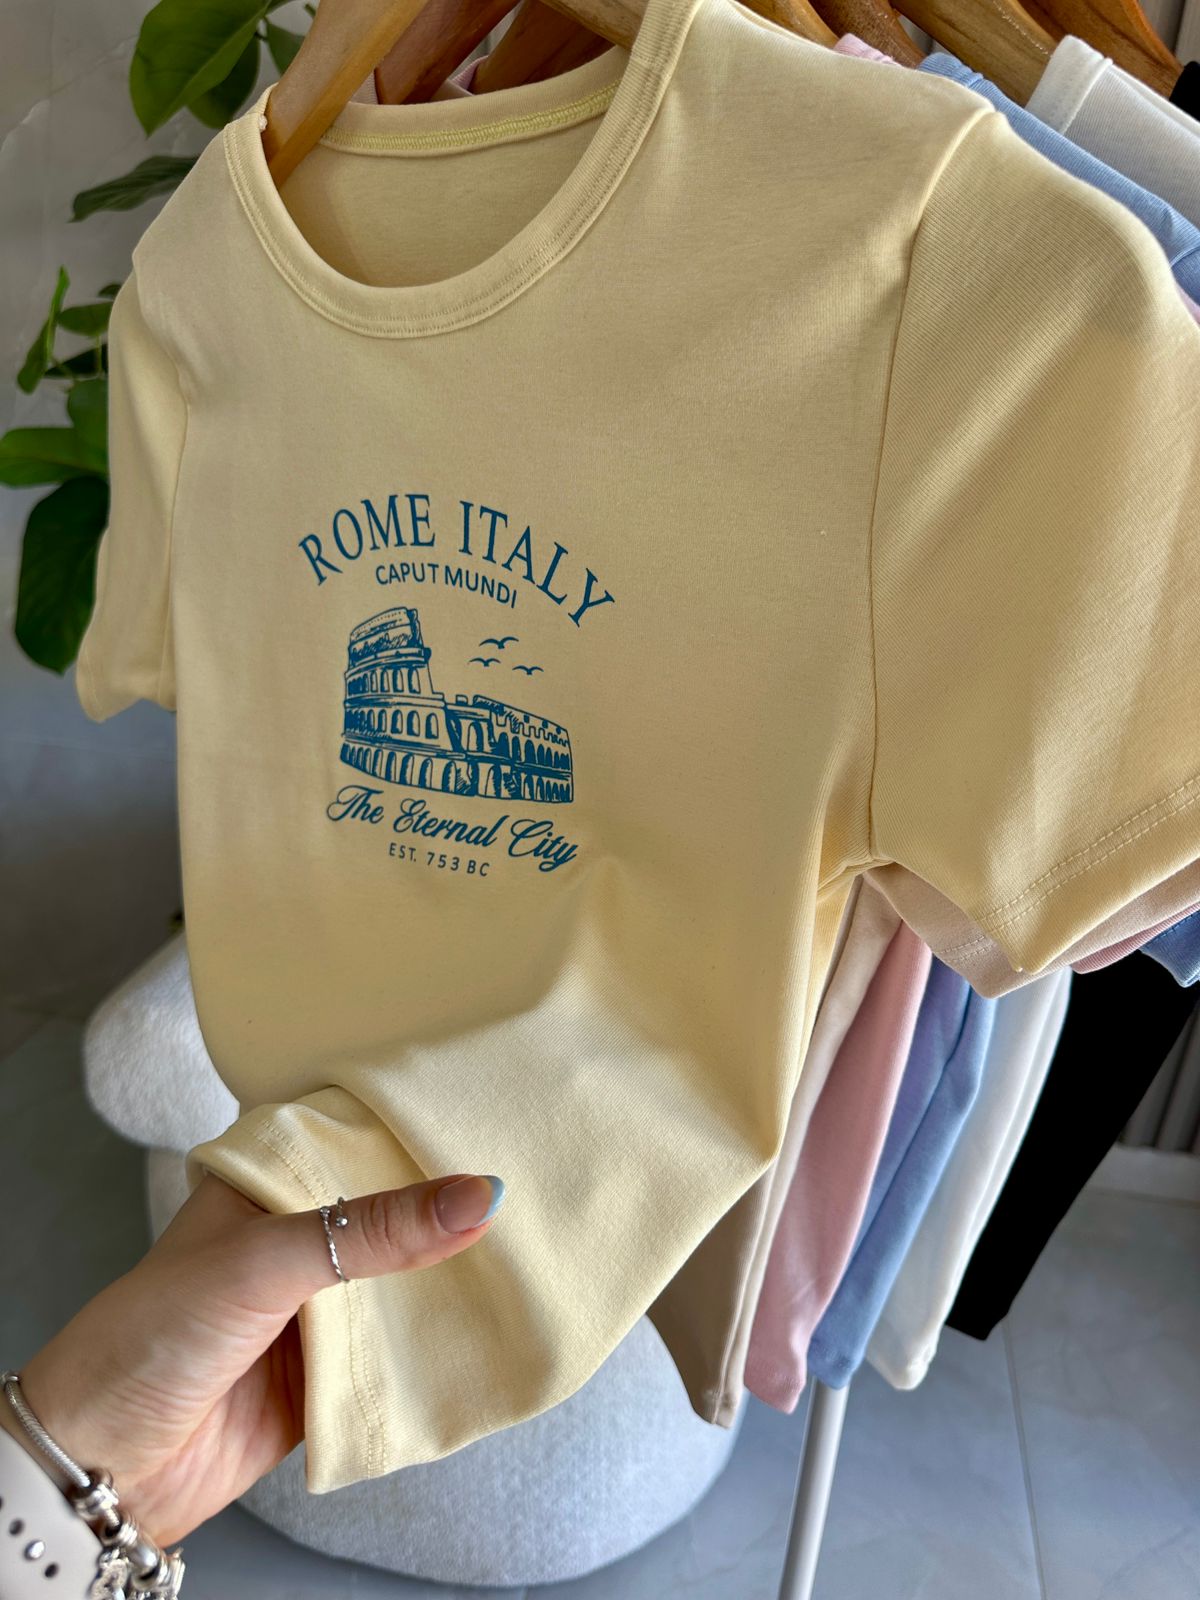 ROME ITALY
CAPUT MUNDI
The Eternal City
EST. 753 BC